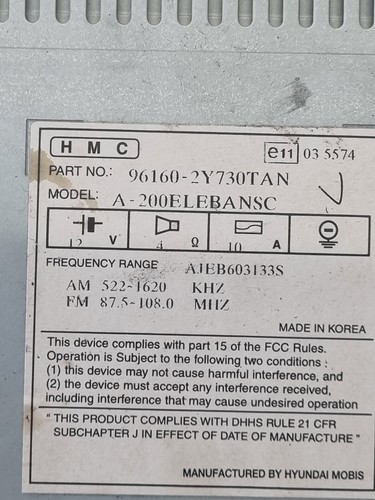 HMC
e11 03 5574
PART NO.: 96160-2Y730TAN
MODEL: A-200ELEBANSC
12 V 4 Ω 10 A
FREQUENCY RANGE AJEB603133S
AM 522-1620 KHZ
FM 87.5-108.0 MHZ
MADE IN KOREA
This device complies with part 15 of the FCC Rules.
Operation is Subject to the following two conditions :
(1) this device may not cause harmful interference, and
(2) the device must accept any interference received,
including interference that may cause undesired operation
" THIS PRODUCT COMPLIES WITH DHHS RULE 21 CFR
SUBCHAPTER J IN EFFECT OF DATE OF MANUFACTURE "
MANUFACTURED BY HYUNDAI MOBIS